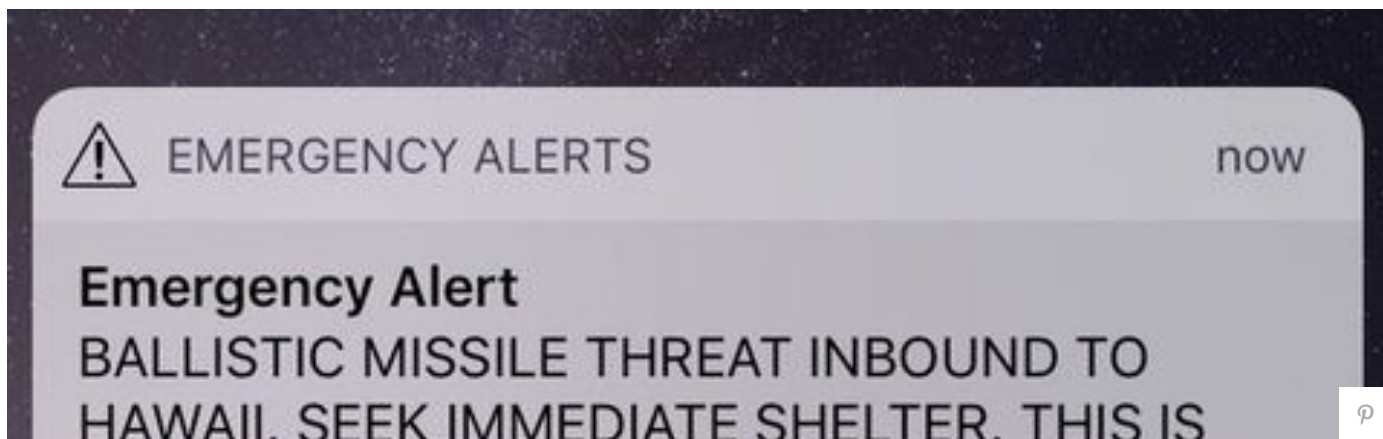 EMERGENCY ALERTS now
Emergency Alert
BALLISTIC MISSILE THREAT INBOUND TO
HAWAII. SEEK IMMEDIATE SHELTER. THIS IS